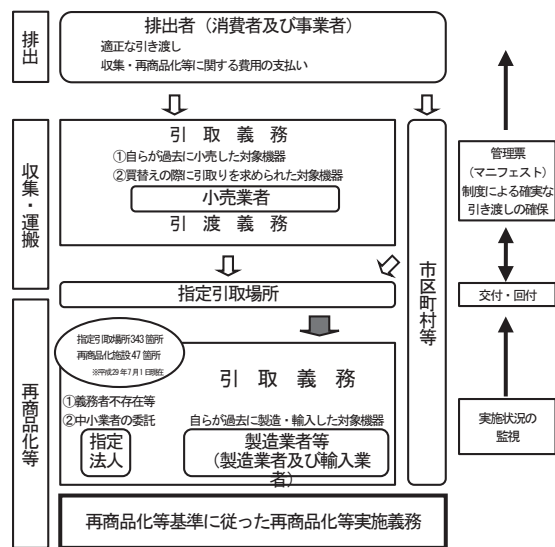 排出
排出者（消費者及び事業者）
適正な引き渡し
収集・再商品化等に関する費用の支払い
収集・運搬
引取義務
①自らが過去に小売した対象機器
②買替えの際に引取りを求められた対象機器
小売業者
引渡義務
市区町村等
指定引取場所
管理票
（マニフェスト）
制度による確実な
引き渡しの確保
交付・回付
実施状況の
監視
再商品化等
指定引取場所343箇所
再商品化施設47箇所
※平成29年7月1日現在
引取義務
①義務者不存在等
②中小業者の委託
自らが過去に製造・輸入した対象機器
指定
法人
製造業者等
（製造業者及び輸入業
者）
再商品化等基準に従った再商品化等実施義務